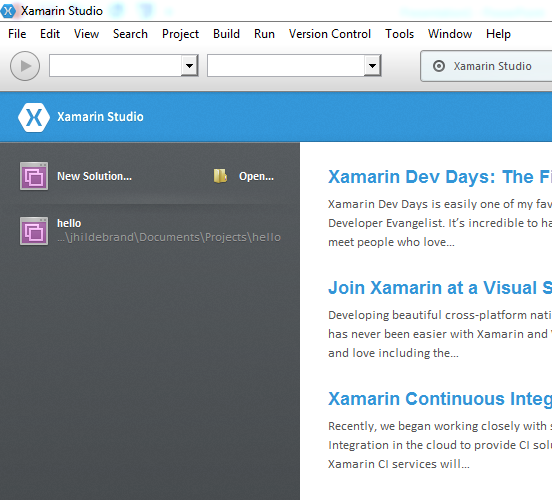 Xamarin Studio
File Edit View Search Project Build Run Version Control Tools Window Help
Xamarin Studio
Xamarin Studio
New Solution... Open...
hello
...\jhildebrand\Documents\Projects\hello
Xamarin Dev Days: The Fi
Xamarin Dev Days is easily one of my fav
Developer Evangelist. It’s incredible to ha
meet people who love...
Join Xamarin at a Visual S
Developing beautiful cross-platform nati
has never been easier with Xamarin and
and love including the...
Xamarin Continuous Integ
Recently, we began working closely with s
Integration in the cloud to provide CI solu
Xamarin CI services will...